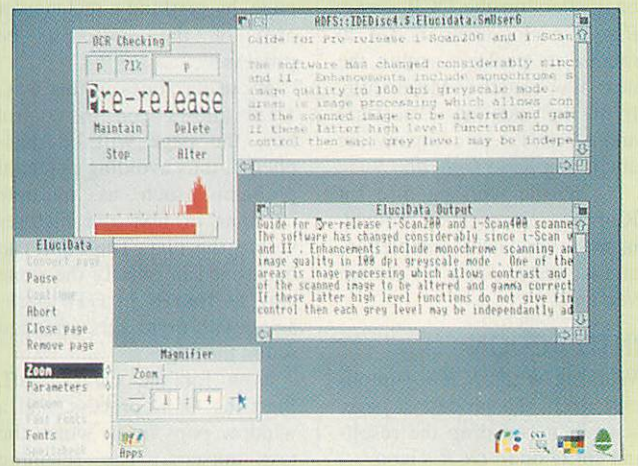 OCR Checking
p 71% p
Pre-release
Maintain Delete
Stop Alter
ADFS::IDEDisc4.$.Elucidata.SmUserG
Guide for Pre-release i-Scan200 and i-Scan
The software has changed considerably sinc
and II. Enhancements include monochrome s
image quality in 100 dpi greyscale mode.
areas is image processing which allows con
of the scanned image to be altered and gam
If these latter high level functions do no
control then each grey level may be indepe
EluciData Output
Guide for Pre-release i-Scan200 and i-Scan400 scanne
The software has changed considerably since i-Scan V
and II. Enhancements include monochrome scanning an
image quality in 100 dpi greyscale mode . One of the
areas is image proceseing which allows contrast and
of the scanned image to be altered and gamma correct
If these latter high level functions do not give fin
control then each grey level may be independantly ad
EluciData
Convert page
Pause
Continue
Abort
Close page
Remove page
Zoom
Parameters
Fonts
Spellcheck
Magnifier
Zoom
1 : 4
Apps